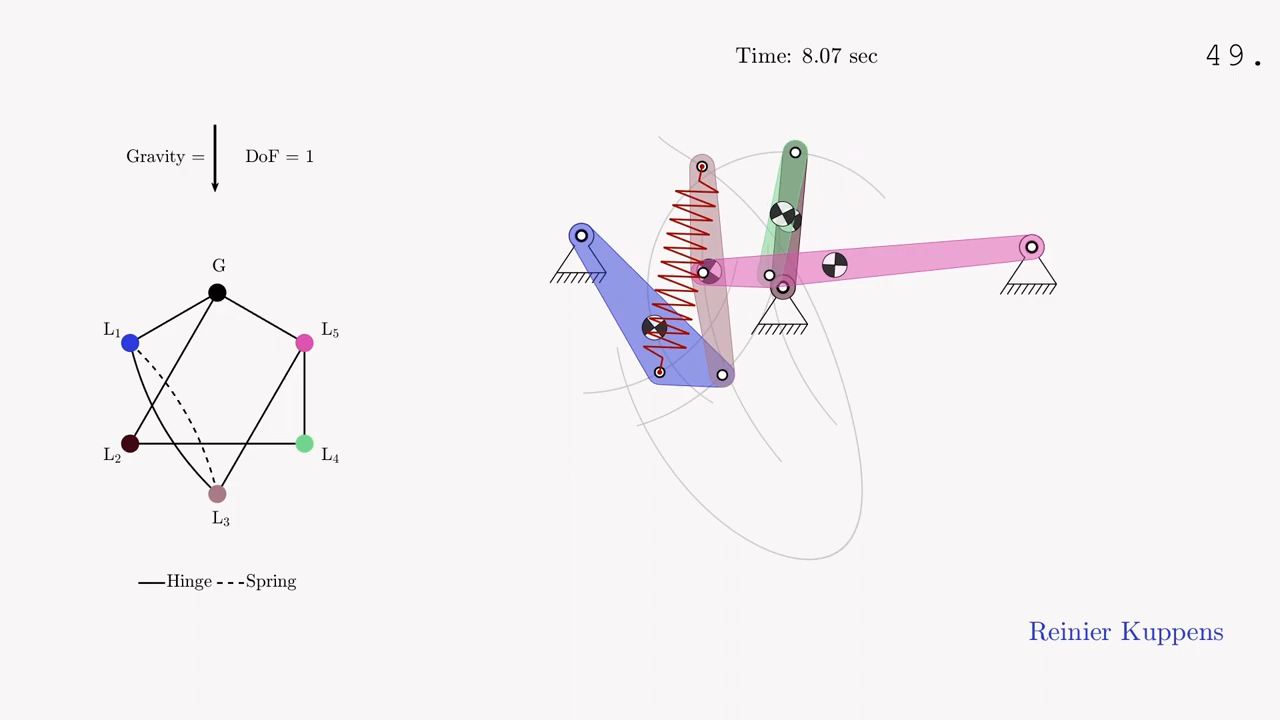 Time: 8.07 sec
49.
Gravity =
DoF = 1
G
L1
L5
L2
L4
L3
Hinge
Spring
Reinier Kuppens